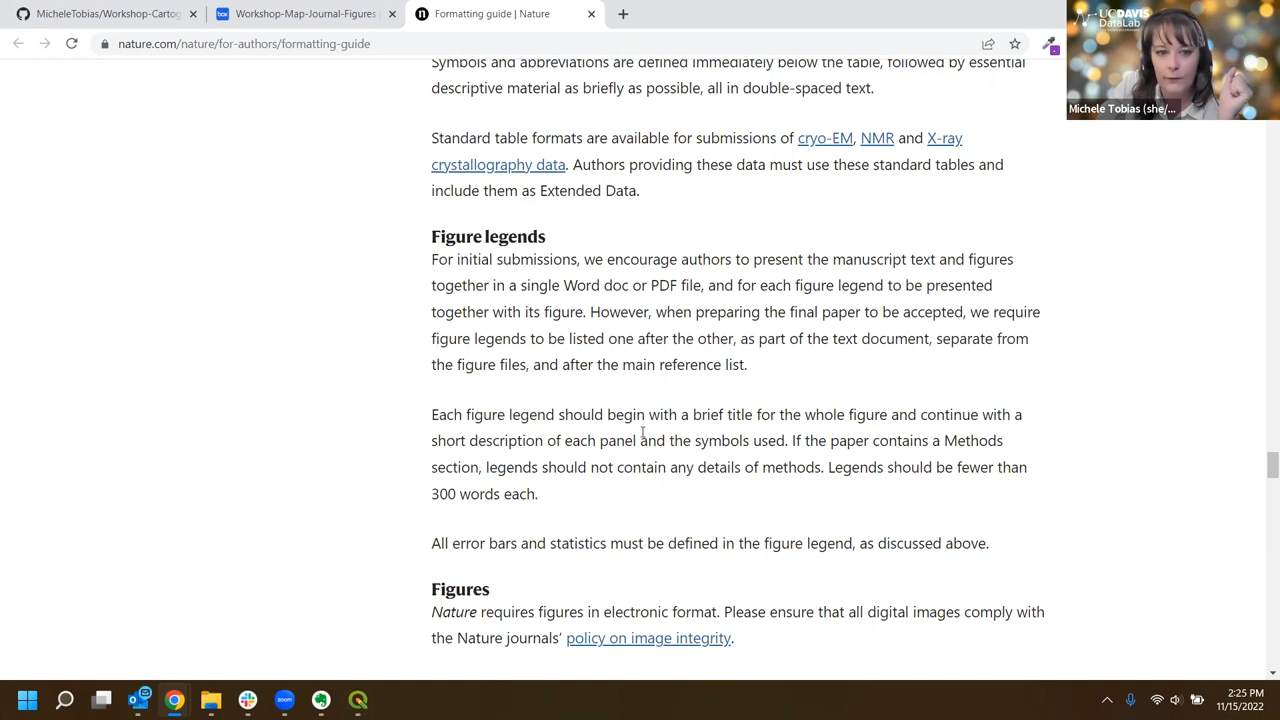 MicheleTobias/Workshop-Cartog
Workshop-Map-Journal-Figures
Formatting guide | Nature
nature.com/nature/for-authors/formatting-guide
UCDAVIS
DataLab
Michele Tobias (she/...
Symbols and abbreviations are defined immediately below the table, followed by essential
descriptive material as briefly as possible, all in double-spaced text.
Standard table formats are available for submissions of cryo-EM, NMR and X-ray
crystallography data. Authors providing these data must use these standard tables and
include them as Extended Data.
Figure legends
For initial submissions, we encourage authors to present the manuscript text and figures
together in a single Word doc or PDF file, and for each figure legend to be presented
together with its figure. However, when preparing the final paper to be accepted, we require
figure legends to be listed one after the other, as part of the text document, separate from
the figure files, and after the main reference list.
Each figure legend should begin with a brief title for the whole figure and continue with a
short description of each panel and the symbols used. If the paper contains a Methods
section, legends should not contain any details of methods. Legends should be fewer than
300 words each.
All error bars and statistics must be defined in the figure legend, as discussed above.
Figures
Nature requires figures in electronic format. Please ensure that all digital images comply with
the Nature journals’ policy on image integrity.
2:25 PM
11/15/2022